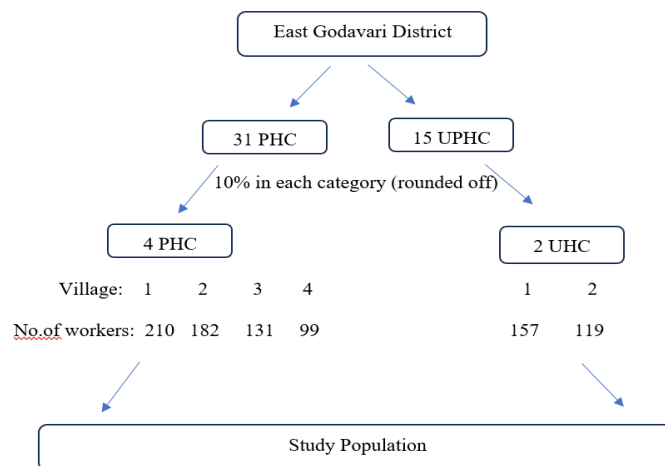 East Godavari District
31 PHC 15 UPHC
10% in each category (rounded off)
4 PHC 2 UHC
Village: 1 2 3 4 1 2
No.of workers: 210 182 131 99 157 119
Study Population